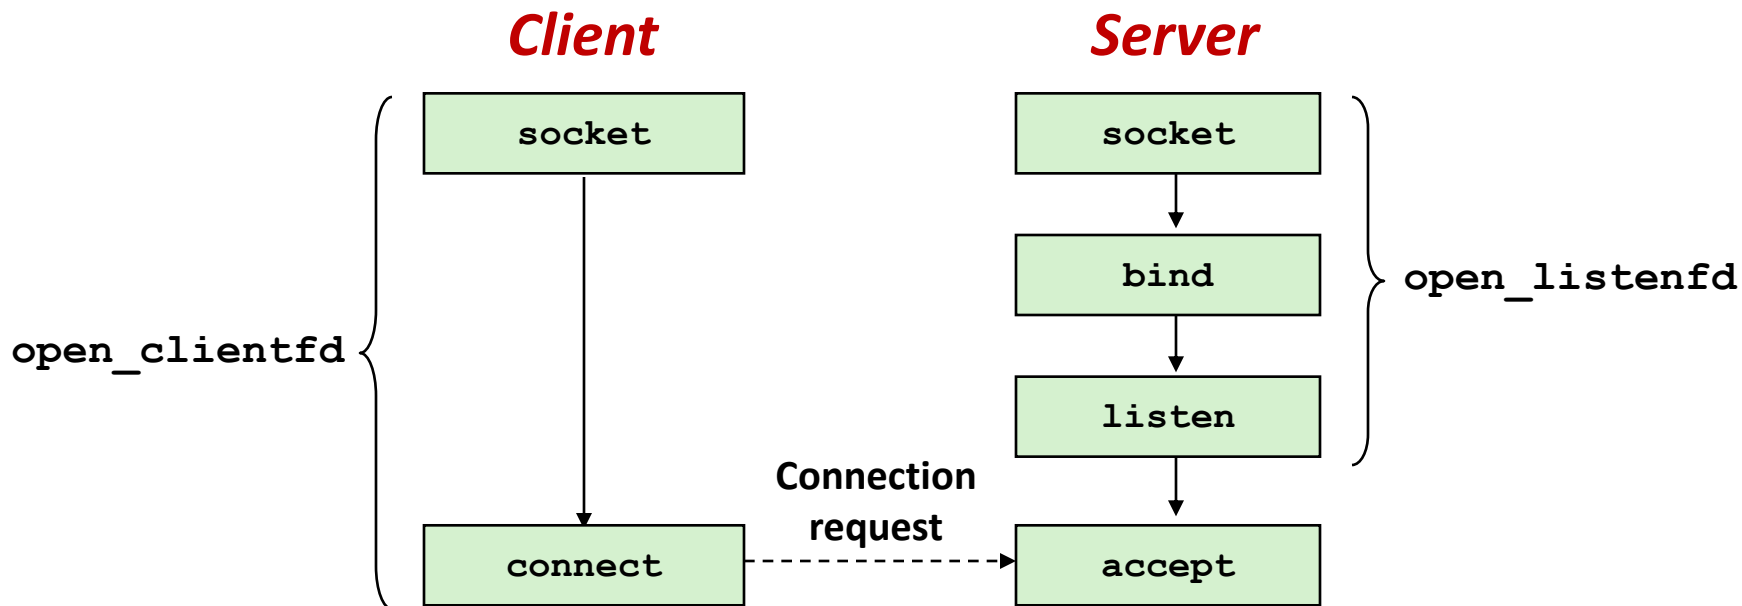 Client
Server
socket
socket
bind
open_listenfd
open_clientfd
listen
Connection
request
connect
accept